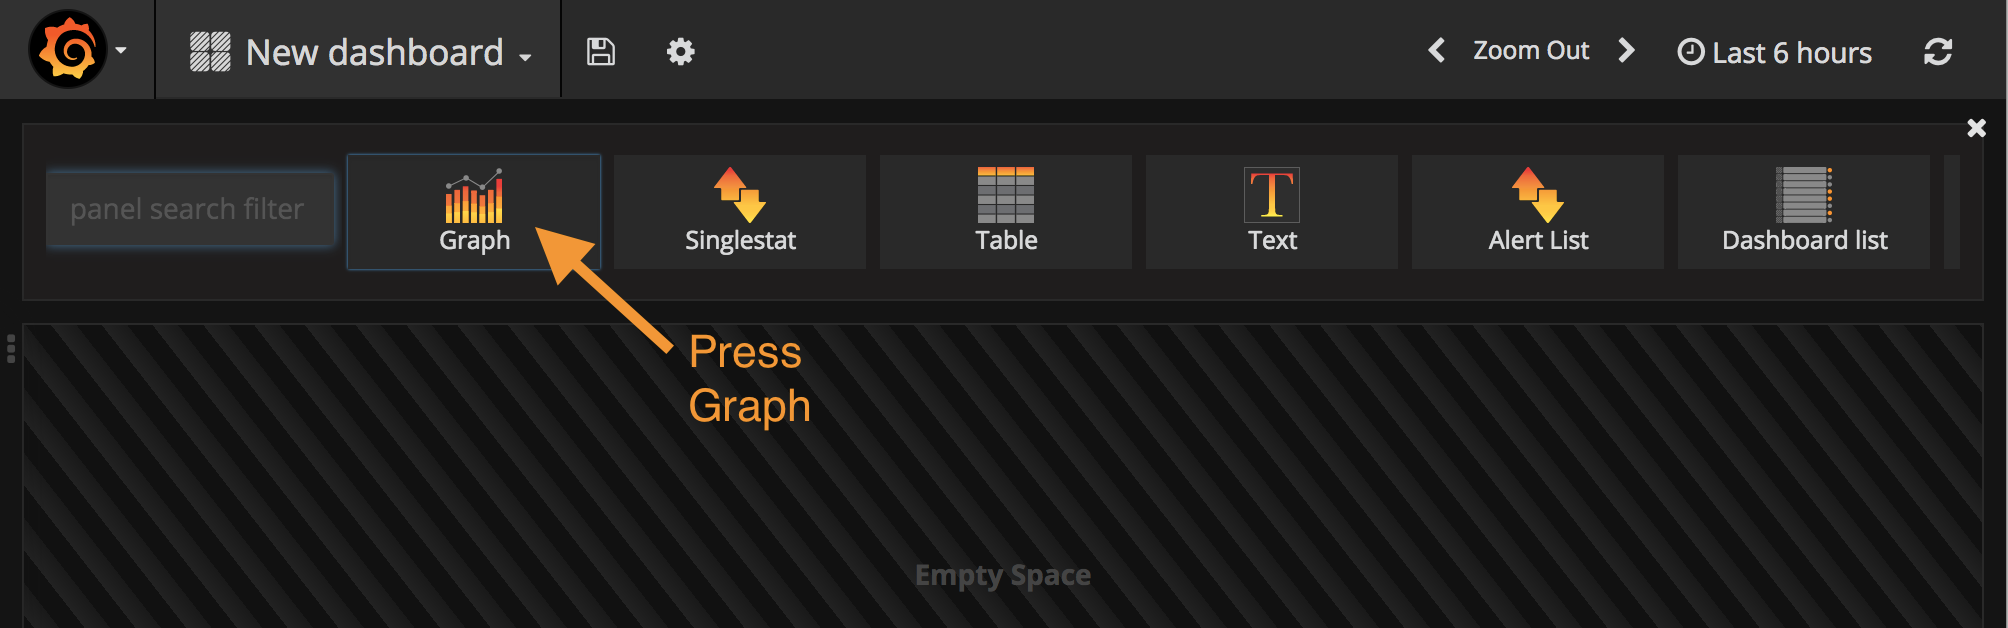 New dashboard
Zoom Out
Last 6 hours
panel search filter
Graph
Singlestat
Table
T
Text
Alert List
Dashboard list
Press
Graph
Empty Space